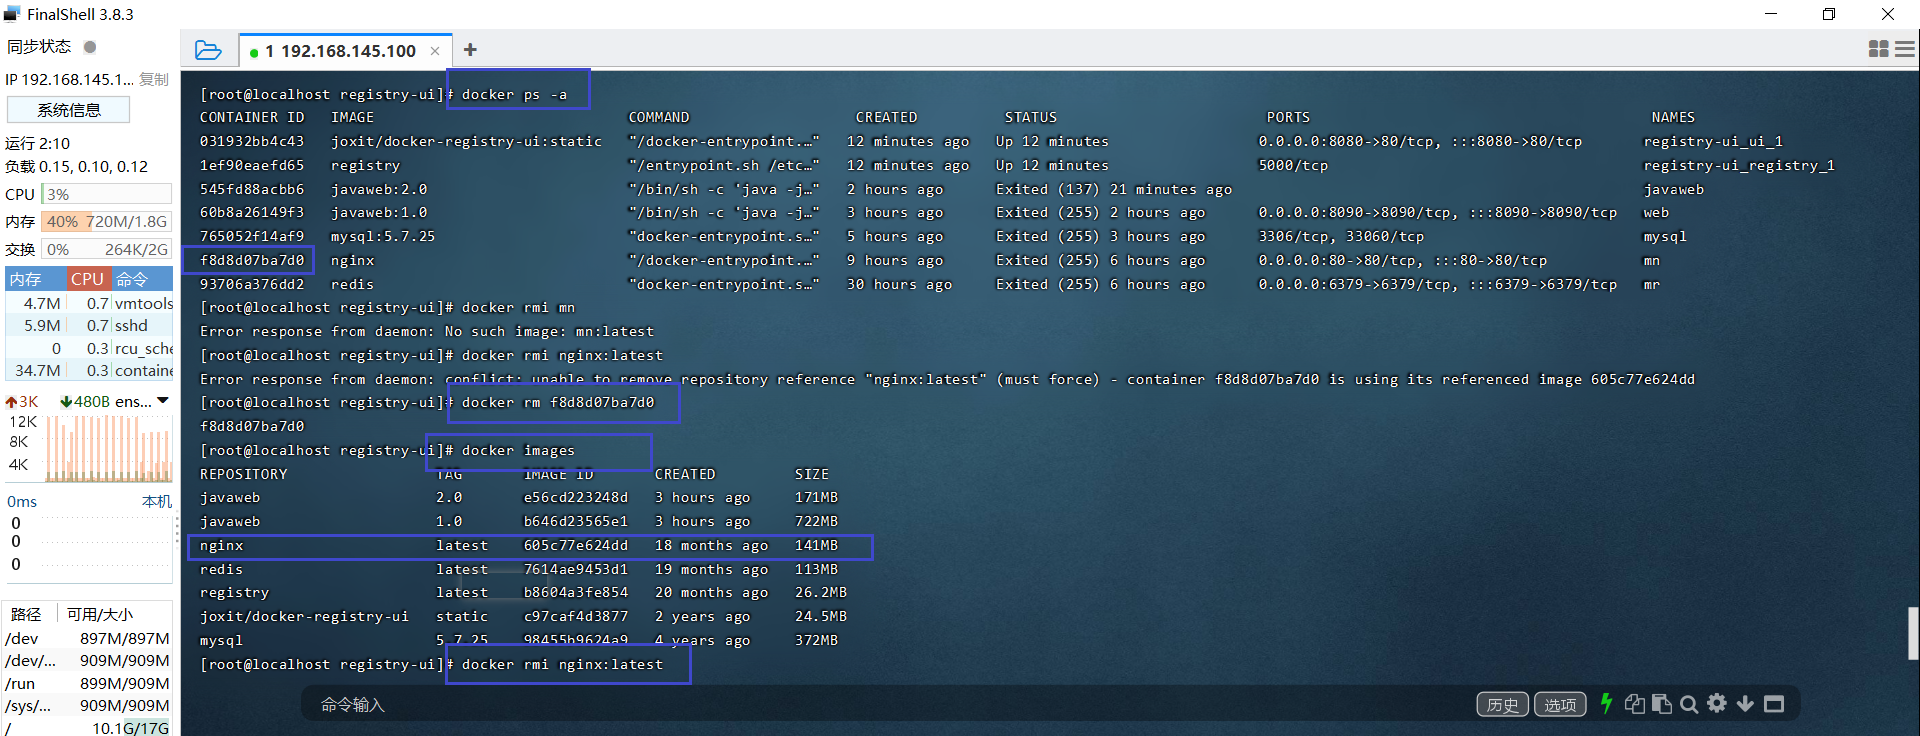 FinalShell 3.8.3
同步状态
IP 192.168.145.1... 复制
系统信息
运行 2:10
负载 0.15, 0.10, 0.12
CPU 3%
内存 40% 720M/1.8G
交换 0% 264K/2G
内存 CPU 命令
4.7M 0.7 vmtools
5.9M 0.7 sshd
0 0.3 rcu_sche
34.7M 0.3 containe
3K 480B ens...
12K
8K
4K
0ms 本机
0
0
0
路径 可用/大小
/dev 897M/897M
/dev/... 909M/909M
/run 899M/909M
/sys/... 909M/909M
/ 10.1G/17G
1 192.168.145.100 × +
[root@localhost registry-ui]# docker ps -a
CONTAINER ID IMAGE COMMAND CREATED STATUS PORTS NAMES
031932bb4c43 joxit/docker-registry-ui:static "/docker-entrypoint.…" 12 minutes ago Up 12 minutes 0.0.0.0:8080->80/tcp, :::8080->80/tcp registry-ui_ui_1
1ef90eaefd65 registry "/entrypoint.sh /etc…" 12 minutes ago Up 12 minutes 5000/tcp registry-ui_registry_1
545fd88acbb6 javaweb:2.0 "/bin/sh -c 'java -j…" 2 hours ago Exited (137) 21 minutes ago javaweb
60b8a26149f3 javaweb:1.0 "/bin/sh -c 'java -j…" 3 hours ago Exited (255) 2 hours ago 0.0.0.0:8090->8090/tcp, :::8090->8090/tcp web
765052f14af9 mysql:5.7.25 "docker-entrypoint.s…" 5 hours ago Exited (255) 3 hours ago 3306/tcp, 33060/tcp mysql
f8d8d07ba7d0 nginx "/docker-entrypoint.…" 9 hours ago Exited (255) 6 hours ago 0.0.0.0:80->80/tcp, :::80->80/tcp mn
93706a376dd2 redis "docker-entrypoint.s…" 30 hours ago Exited (255) 6 hours ago 0.0.0.0:6379->6379/tcp, :::6379->6379/tcp mr
[root@localhost registry-ui]# docker rmi mn
Error response from daemon: No such image: mn:latest
[root@localhost registry-ui]# docker rmi nginx:latest
Error response from daemon: conflict: unable to remove repository reference "nginx:latest" (must force) - container f8d8d07ba7d0 is using its referenced image 605c77e624dd
[root@localhost registry-ui]# docker rm f8d8d07ba7d0
f8d8d07ba7d0
[root@localhost registry-ui]# docker images
REPOSITORY TAG IMAGE ID CREATED SIZE
javaweb 2.0 e56cd223248d 3 hours ago 171MB
javaweb 1.0 b646d23565e1 3 hours ago 722MB
nginx latest 605c77e624dd 18 months ago 141MB
redis latest 7614ae9453d1 19 months ago 113MB
registry latest b8604a3fe854 20 months ago 26.2MB
joxit/docker-registry-ui static c97caf4d3877 2 years ago 24.5MB
mysql 5.7.25 98455b9624a9 4 years ago 372MB
[root@localhost registry-ui]# docker rmi nginx:latest
命令输入
历史 选项